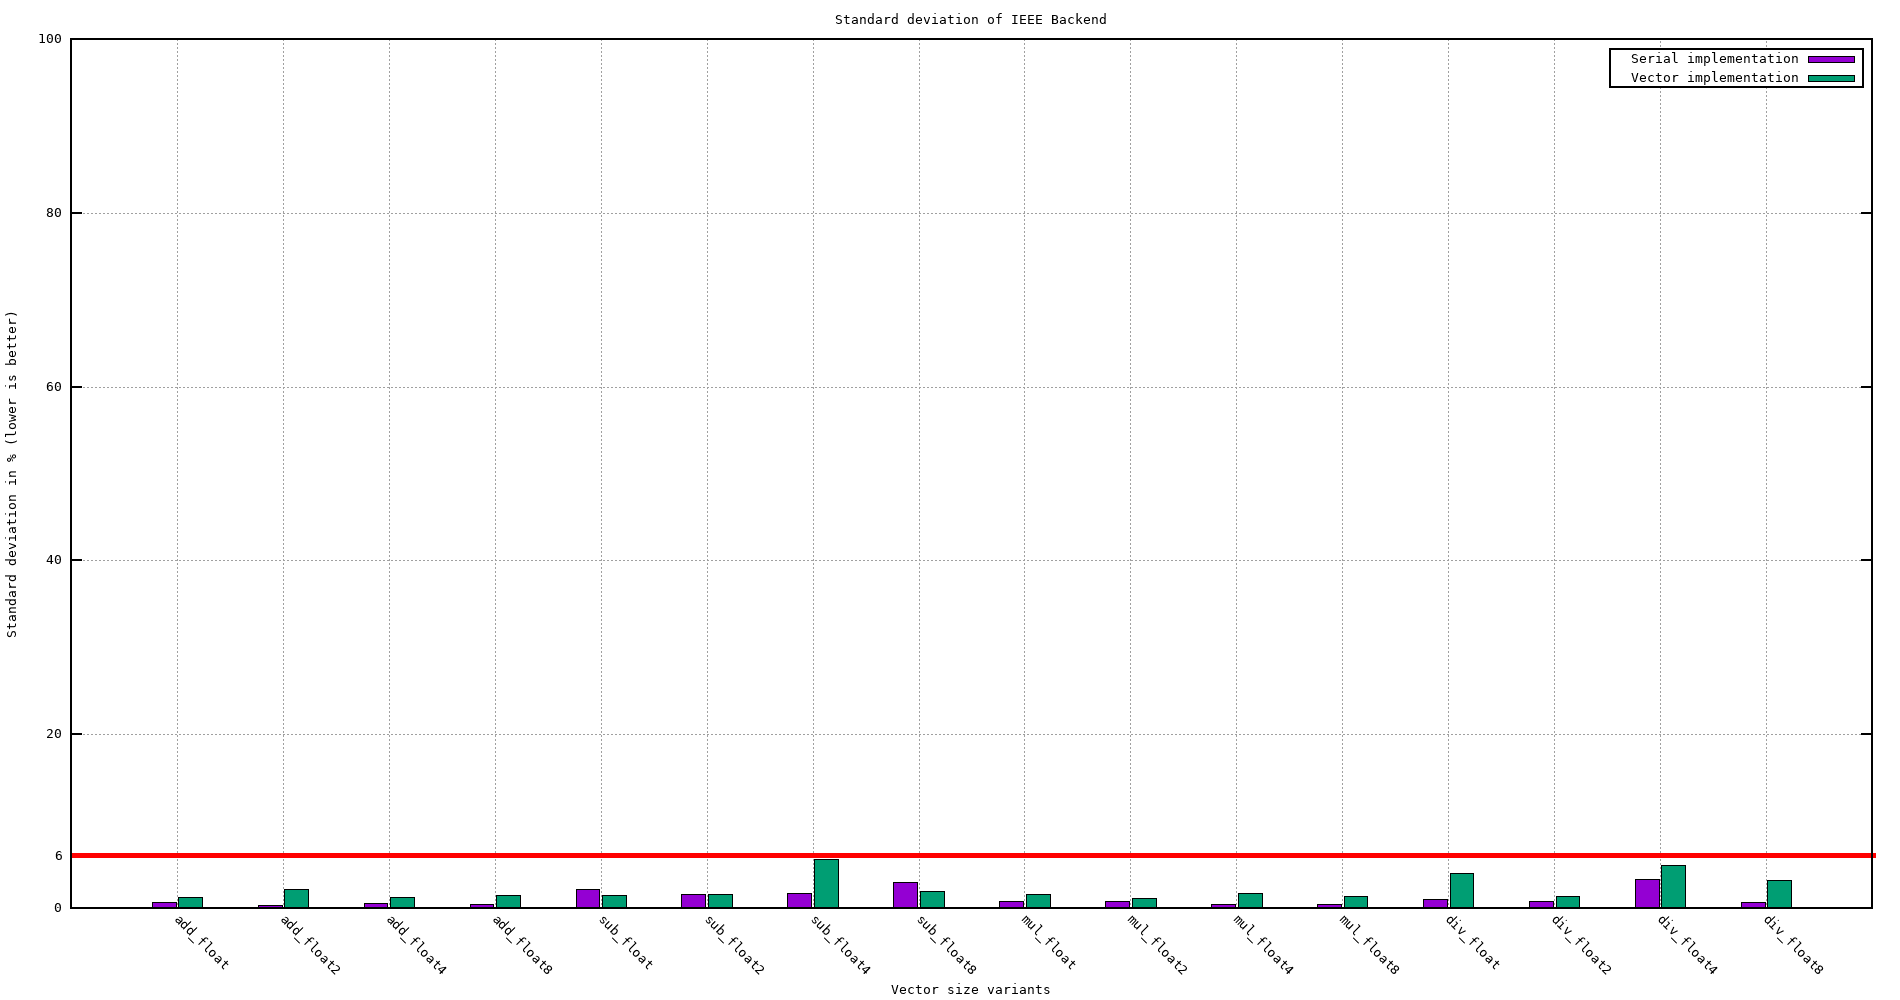 Standard deviation of IEEE Backend
Serial implementation
Vector implementation
100
80
60
40
20
6
0
Standard deviation in % (lower is better)
add_float
add_float2
add_float4
add_float8
sub_float
sub_float2
sub_float4
sub_float8
mul_float
mul_float2
mul_float4
mul_float8
div_float
div_float2
div_float4
div_float8
Vector size variants